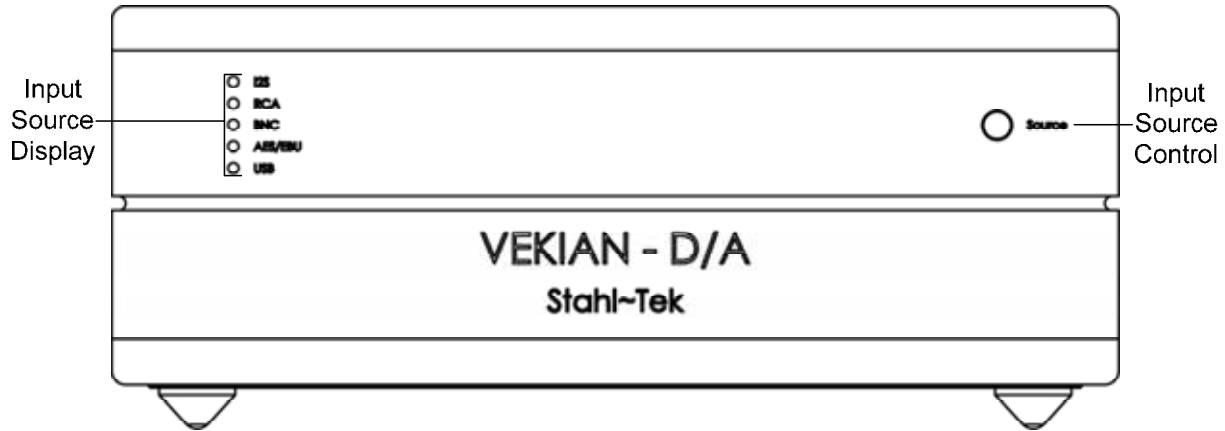 Input
Source
Display
I2S
RCA
BNC
AES/EBU
USB
Source
Input
Source
Control
VEKIAN - D/A
Stahl~Tek